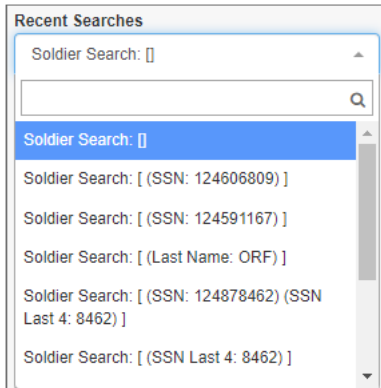 Recent Searches
Soldier Search: []
Soldier Search: []
Soldier Search: [ (SSN: 124606809) ]
Soldier Search: [ (SSN: 124591167) ]
Soldier Search: [ (Last Name: ORF) ]
Soldier Search: [ (SSN: 124878462) (SSN
Last 4: 8462) ]
Soldier Search: [ (SSN Last 4: 8462) ]